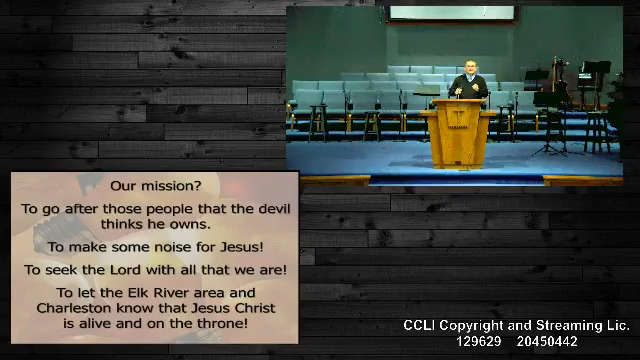 Our mission?
To go after those people that the devil
thinks he owns.
To make some noise for Jesus!
To seek the Lord with all that we are!
To let the Elk River area and
Charleston know that Jesus Christ
is alive and on the throne!
CCLI Copyright and Streaming Lic.
129629 20450442